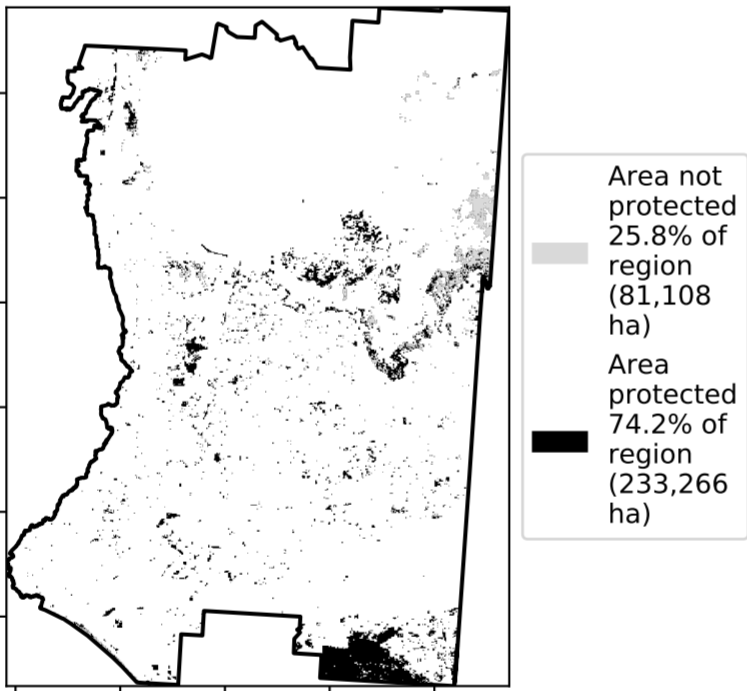 Area not
protected
25.8% of
region
(81,108
ha)
Area
protected
74.2% of
region
(233,266
ha)